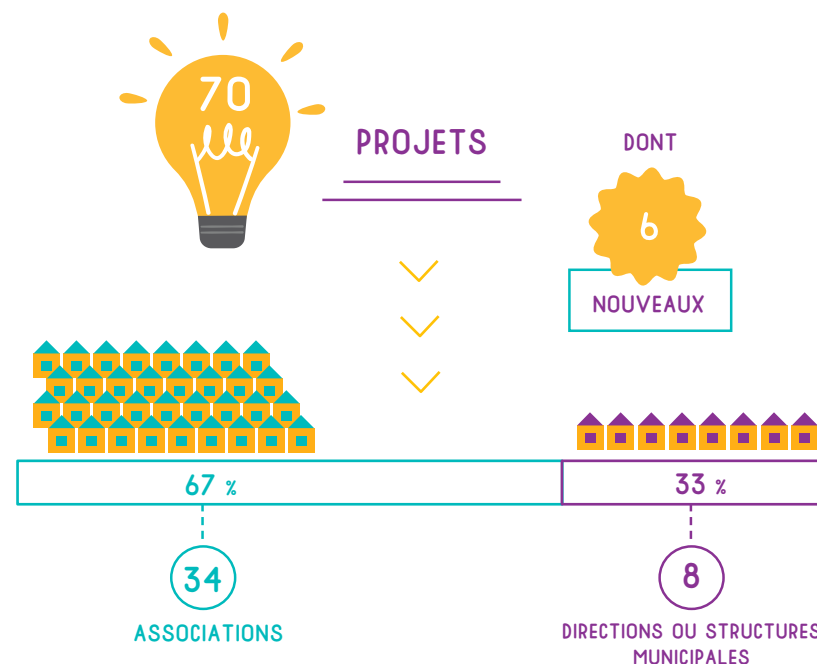 70
PROJETS
DONT
6
NOUVEAUX
67 %
33 %
34
8
ASSOCIATIONS
DIRECTIONS OU STRUCTURES
MUNICIPALES